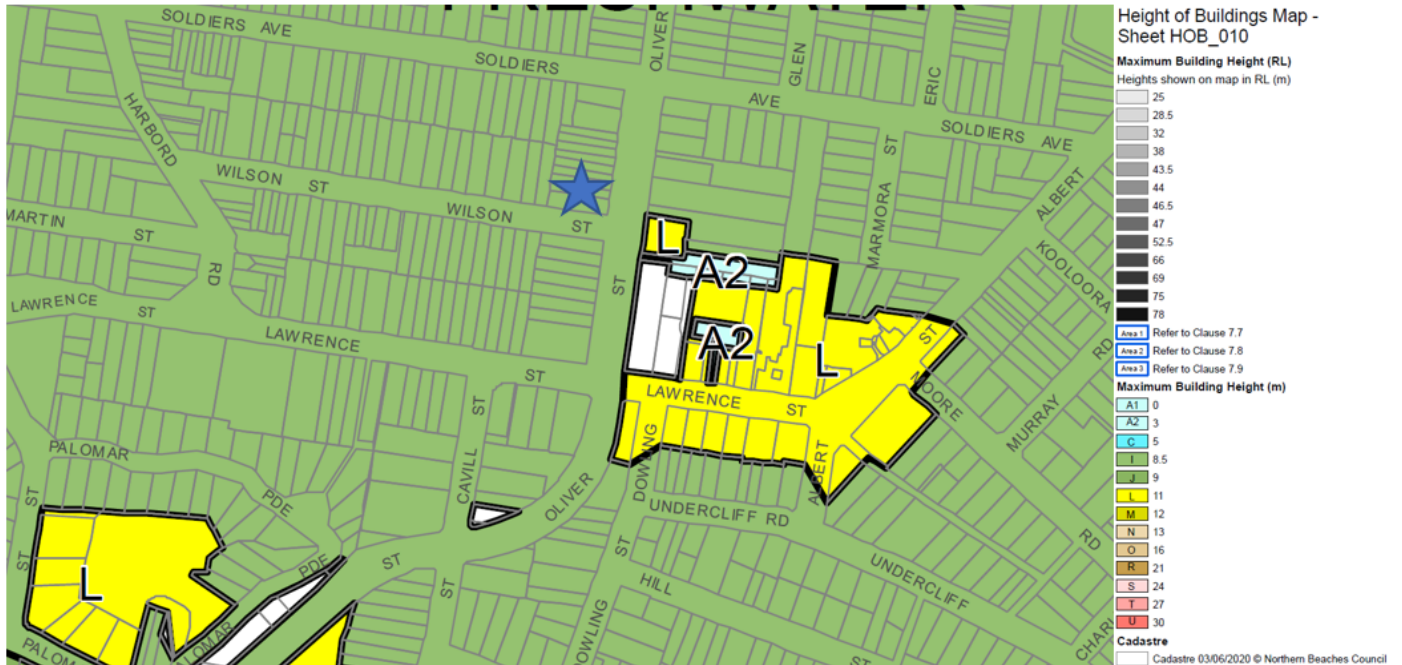 FRESHWATER
SOLDIERS AVE
SOLDIERS
OLIVER
GLEN
ERIC
AVE
SOLDIERS AVE
HARBORD
WILSON ST
WILSON
ST
MARTIN ST
RD
MARMORA ST
ALBERT
KOOLOORA
RD
L
A2
A2
L
ST
LAWRENCE ST
LAWRENCE
ST
ST
LAWRENCE ST
MOORE
MURRAY
RD
PALOMAR
PDE
CAVILL ST
OLIVER
DOWLING
ALBERT
UNDERCLIFF RD
UNDERCLIFF
ST
ST
PDE
ST
ST
HILL
L
PALOMAR
PALOM
OWLING
ST
CHAR
Height of Buildings Map -
Sheet HOB_010
Maximum Building Height (RL)
Heights shown on map in RL (m)
25
28.5
32
38
43.5
44
46.5
47
52.5
66
69
75
78
Area 1 Refer to Clause 7.7
Area 2 Refer to Clause 7.8
Area 3 Refer to Clause 7.9
Maximum Building Height (m)
A1 0
A2 3
C 5
I 8.5
J 9
L 11
M 12
N 13
O 16
R 21
S 24
T 27
U 30
Cadastre
Cadastre 03/06/2020 © Northern Beaches Council